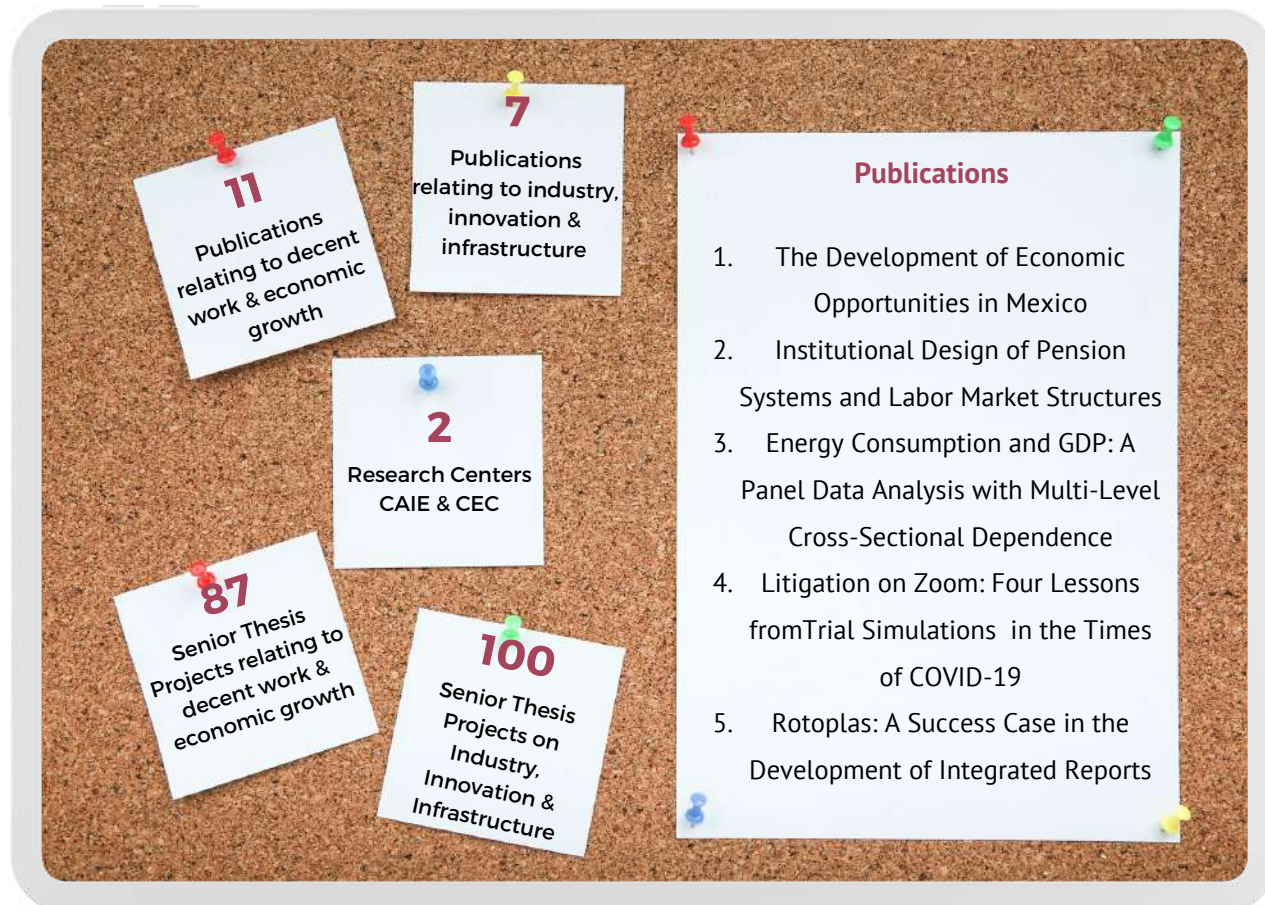 11
Publications
relating to decent
work & economic
growth
7
Publications
relating to industry,
innovation &
infrastructure
2
Research Centers
CAIE & CEC
87
Senior Thesis
Projects relating to
decent work &
economic growth
100
Senior Thesis
Projects on
Industry,
Innovation &
Infrastructure
Publications
1. The Development of Economic
Opportunities in Mexico
2. Institutional Design of Pension
Systems and Labor Market Structures
3. Energy Consumption and GDP: A
Panel Data Analysis with Multi-Level
Cross-Sectional Dependence
4. Litigation on Zoom: Four Lessons
fromTrial Simulations in the Times
of COVID-19
5. Rotoplas: A Success Case in the
Development of Integrated Reports